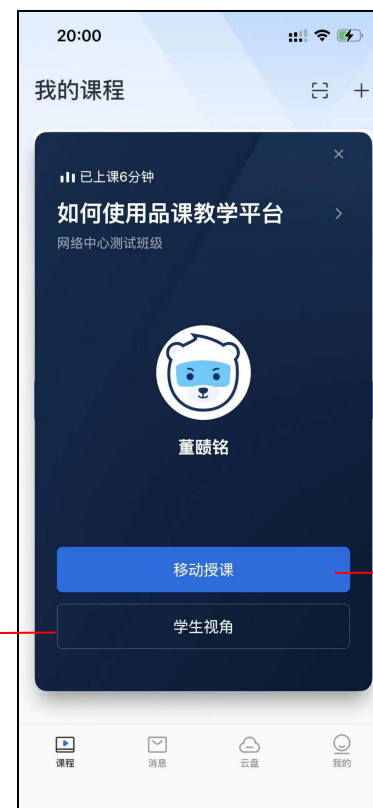 20:00
我的课程
已上课6分钟
如何使用品课教学平台
网络中心测试班级
董赜铭
移动授课
学生视角
课程
消息
云盘
我的